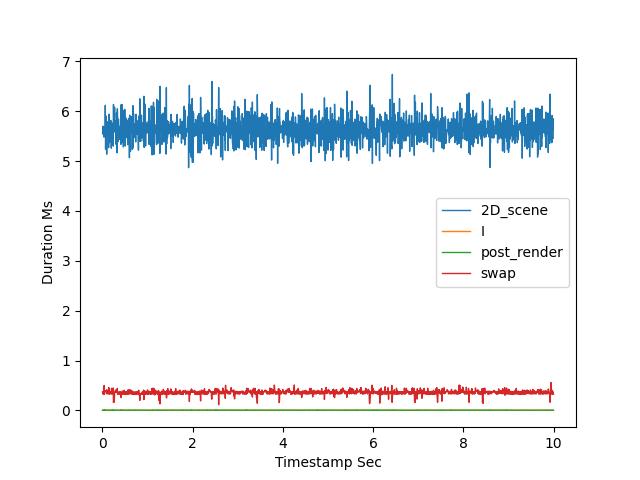 7
6
5
4
3
2
1
0
Duration Ms
2D_scene
I
post_render
swap
0 2 4 6 8 10
Timestamp Sec